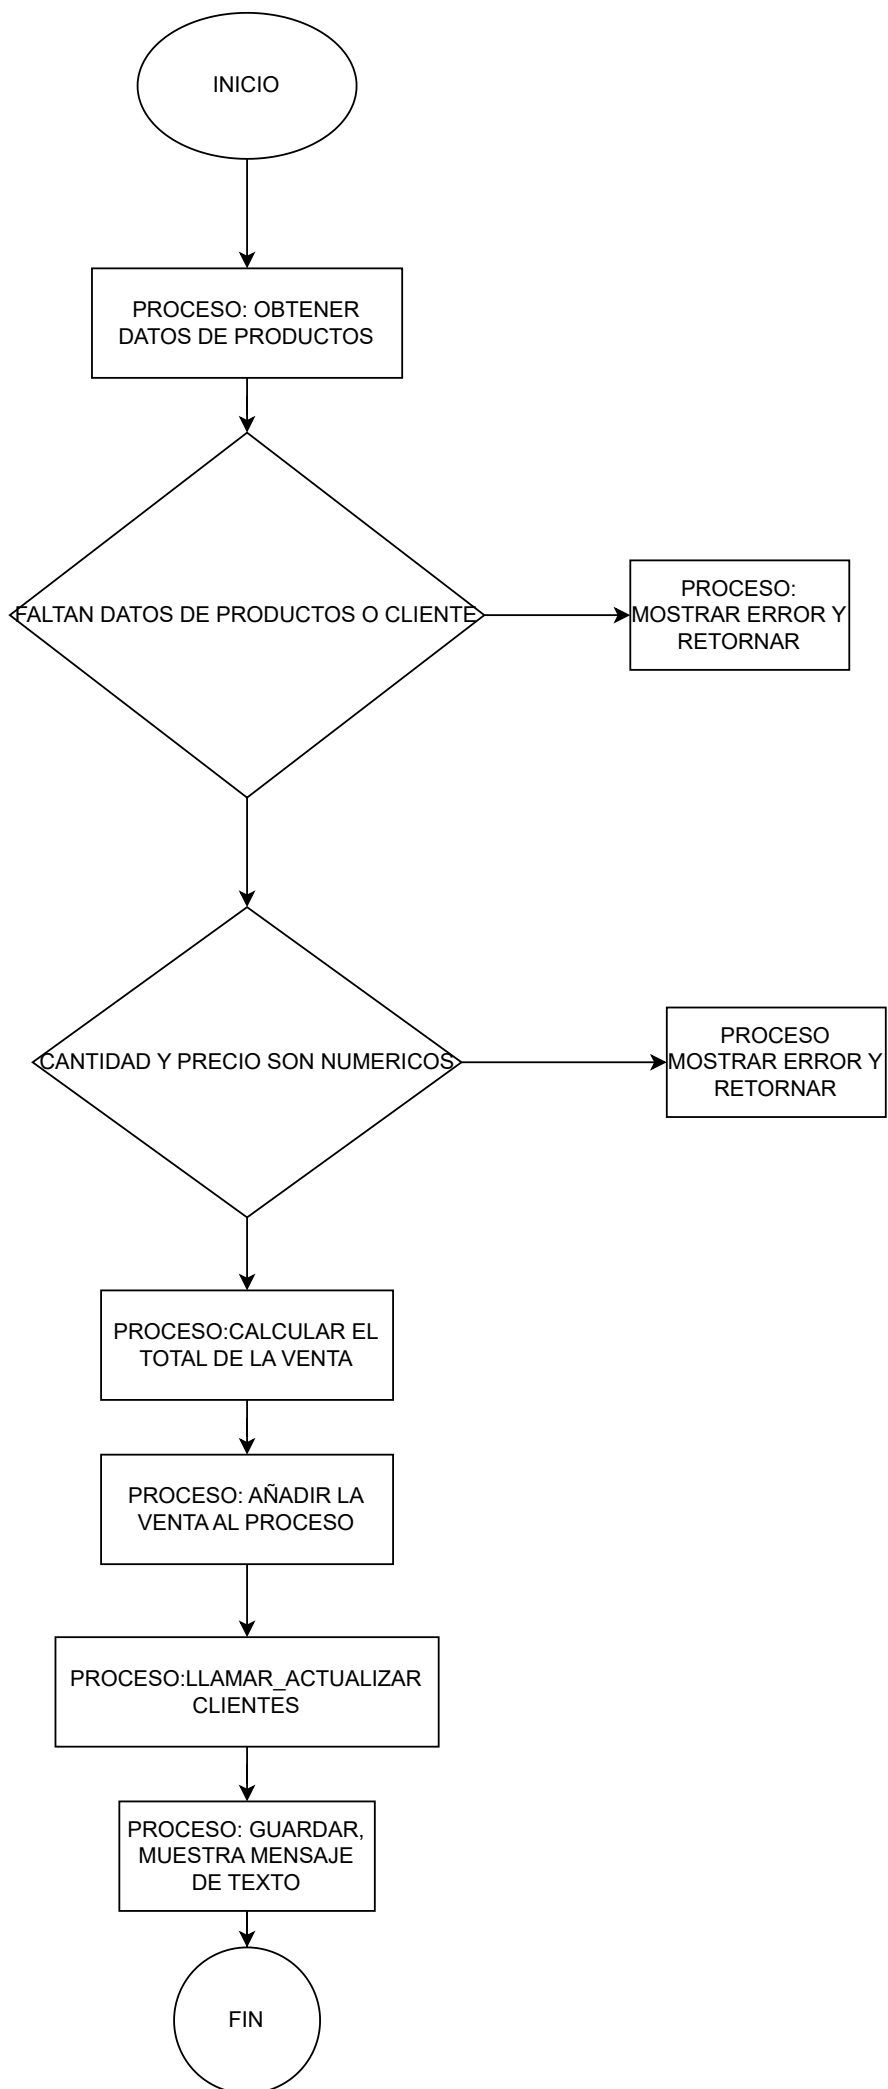 INICIO
PROCESO: OBTENER
DATOS DE PRODUCTOS
FALTAN DATOS DE PRODUCTOS O CLIENTE
PROCESO:
MOSTRAR ERROR Y
RETORNAR
CANTIDAD Y PRECIO SON NUMERICOS
PROCESO
MOSTRAR ERROR Y
RETORNAR
PROCESO:CALCULAR EL
TOTAL DE LA VENTA
PROCESO: AÑADIR LA
VENTA AL PROCESO
PROCESO:LLAMAR_ACTUALIZAR
CLIENTES
PROCESO: GUARDAR,
MUESTRA MENSAJE
DE TEXTO
FIN